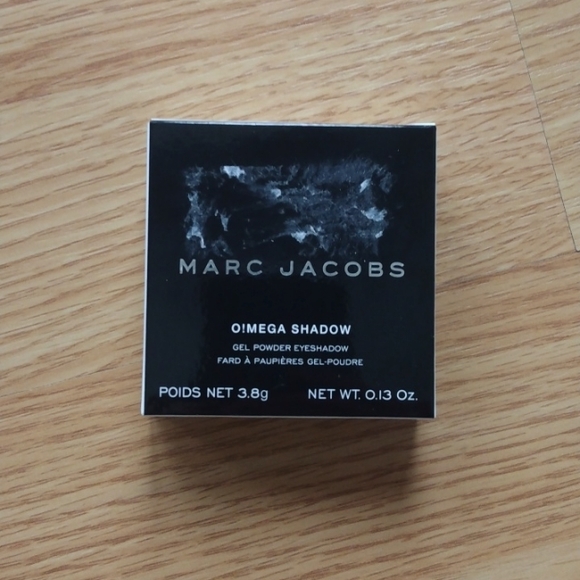 MARC JACOBS
O!MEGA SHADOW
GEL POWDER EYESHADOW
FARD À PAUPIÈRES GEL-POUDRE
POIDS NET 3.8g NET WT. 0.13 Oz.